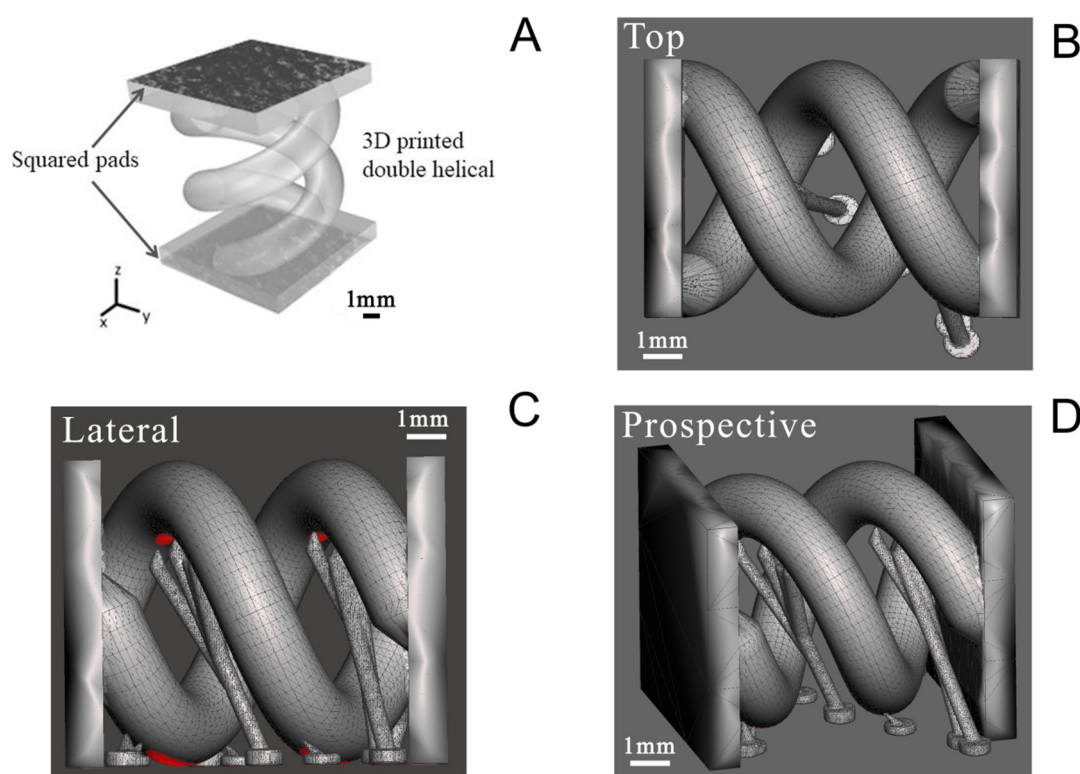 A
Squared pads
3D printed
double helical
z
x
y
1mm
Top
B
1mm
Lateral
1mm
C
Prospective
D
1mm